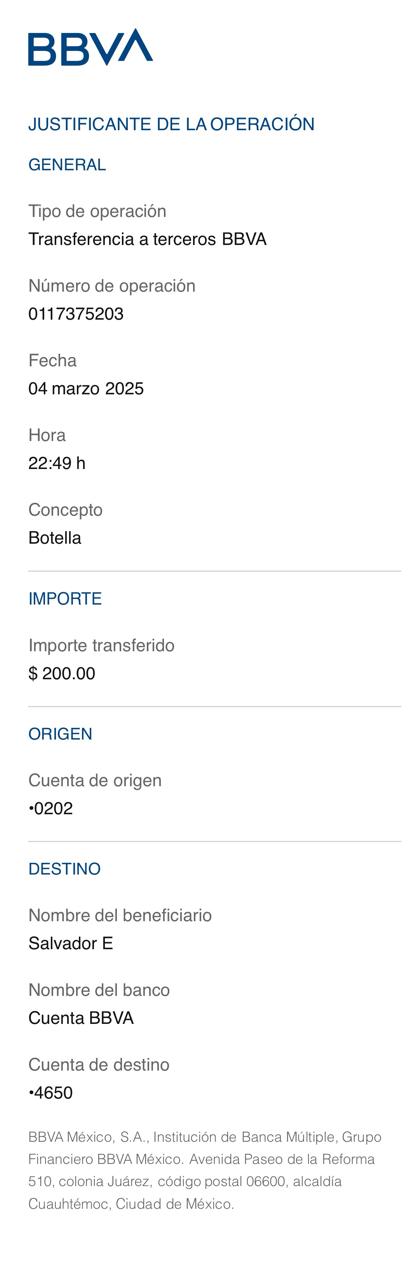 BBVA
JUSTIFICANTE DE LA OPERACIÓN
GENERAL
Tipo de operación
Transferencia a terceros BBVA
Número de operación
0117375203
Fecha
04 marzo 2025
Hora
22:49 h
Concepto
Botella
IMPORTE
Importe transferido
$ 200.00
ORIGEN
Cuenta de origen
•0202
DESTINO
Nombre del beneficiario
Salvador E
Nombre del banco
Cuenta BBVA
Cuenta de destino
•4650
BBVA México, S.A., Institución de Banca Múltiple, Grupo
Financiero BBVA México. Avenida Paseo de la Reforma
510, colonia Juárez, código postal 06600, alcaldía
Cuauhtémoc, Ciudad de México.